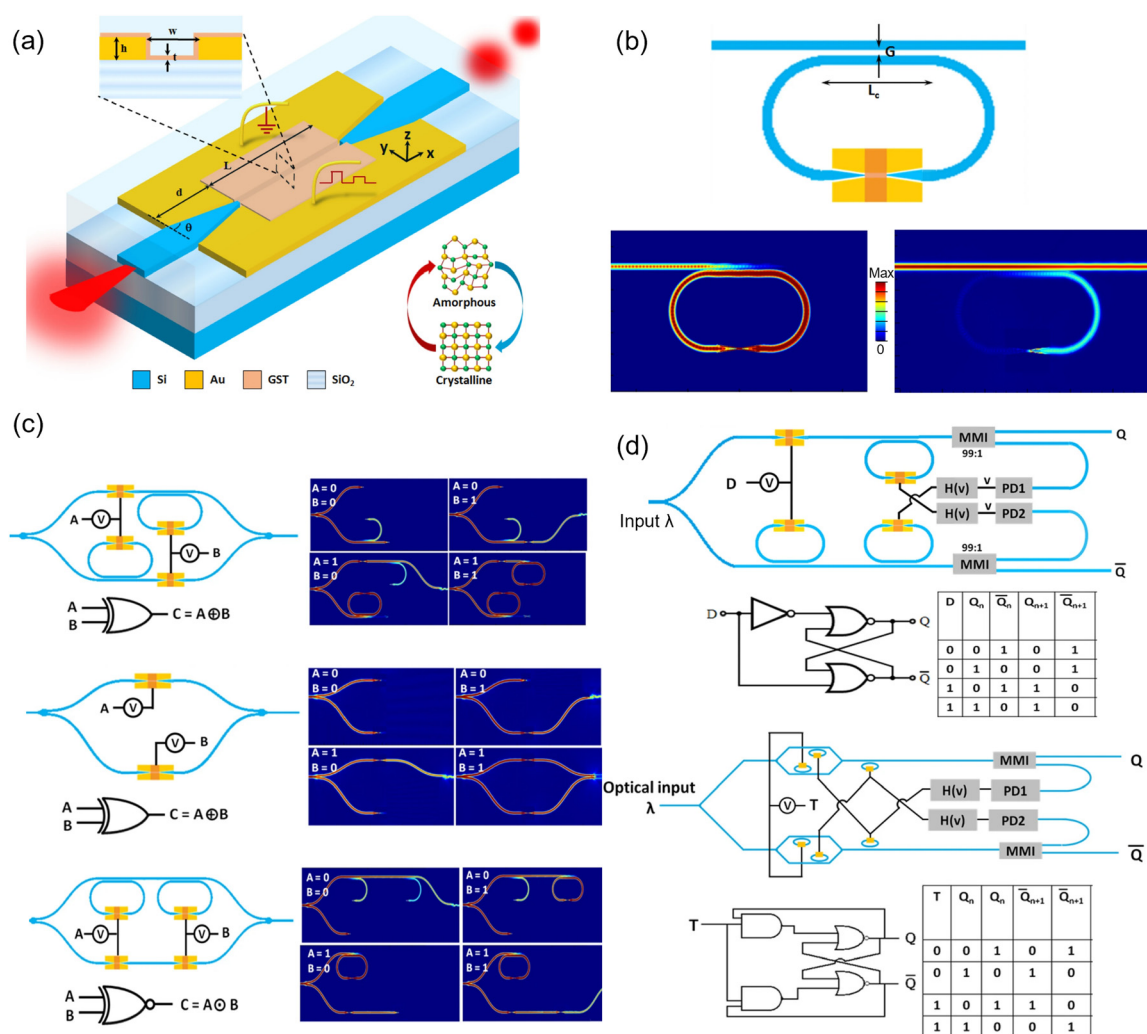 (a)
w
h
t
L
d
θ
z
y
x
Amorphous
Crystalline
Si Au GST SiO₂
(b)
G
L_c
Max
0
(c)
A V
V B
A
B
C = A⊕B
A = 0
B = 0
A = 0
B = 1
A = 1
B = 0
A = 1
B = 1
A V
V B
A
B
C = A⊕B
A = 0
B = 0
A = 0
B = 1
A = 1
B = 0
A = 1
B = 1
A V
V B
A
B
C = A⊙B
A = 0
B = 0
A = 0
B = 1
A = 1
B = 0
A = 1
B = 1
(d)
MMI Q
99:1
D V
H(v) V PD1
Input λ
H(v) V PD2
99:1
MMI Q̅
D
Q
Q̅
D Qₙ Q̅ₙ Qₙ₊₁ Q̅ₙ₊₁
0 0 1 0 1
0 1 0 0 1
1 0 1 1 0
1 1 0 1 0
MMI Q
Optical input
λ
V T
H(v) PD1
H(v) PD2
MMI Q̅
T
Q
Q̅
T Qₙ Qₙ Q̅ₙ₊₁ Q̅ₙ₊₁
0 0 1 0 1
0 1 0 1 0
1 0 1 1 0
1 1 0 0 1